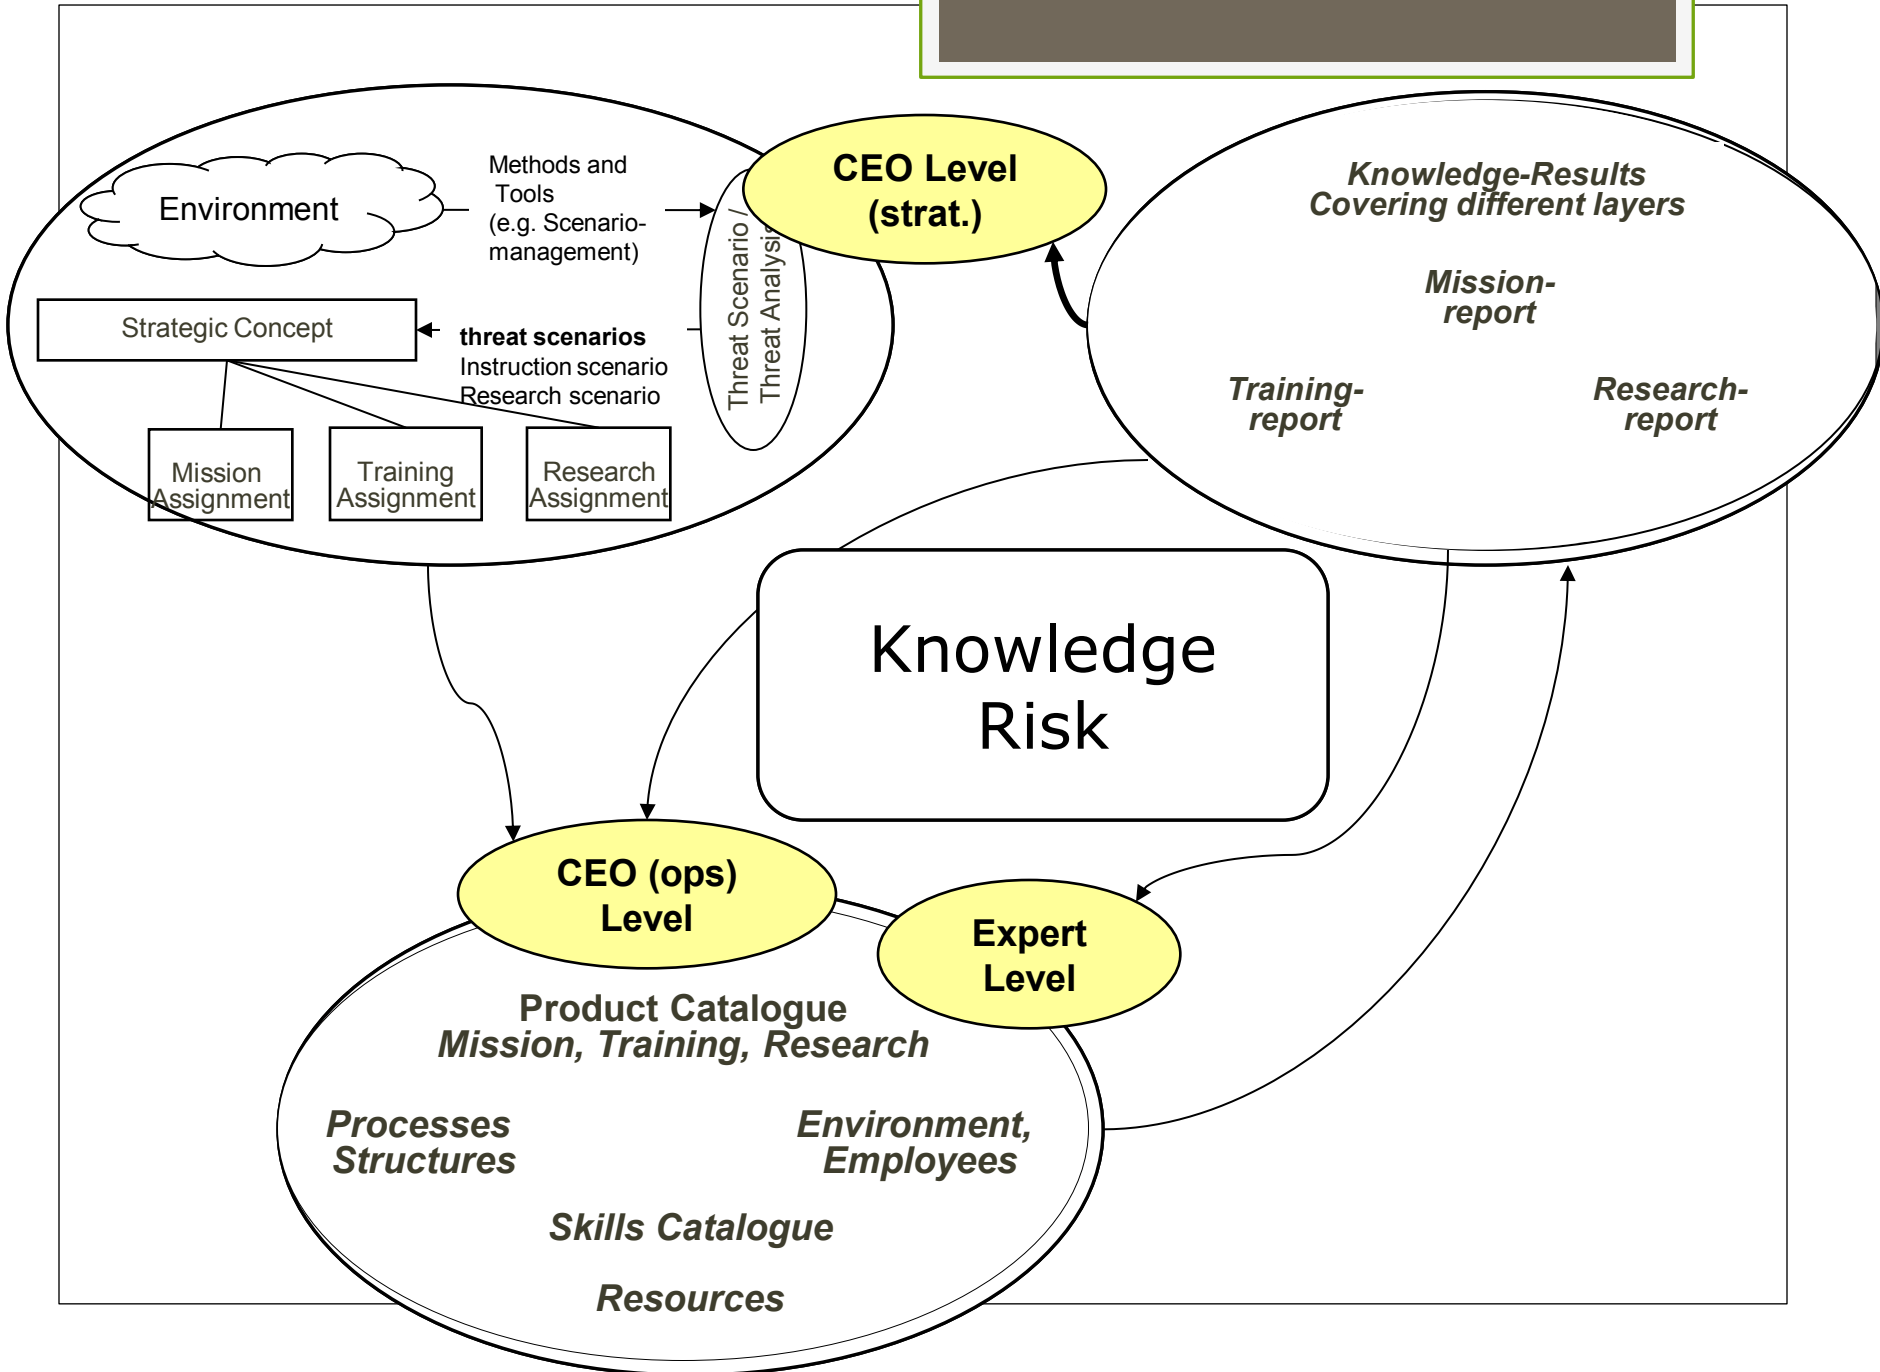 Environment
Methods and
Tools
(e.g. Scenario-
management)
Threat Scenario /
Threat Analysis
CEO Level
(strat.)
Strategic Concept
threat scenarios
Instruction scenario
Research scenario
Mission
Assignment
Training
Assignment
Research
Assignment
Knowledge-Results
Covering different layers
Mission-
report
Training-
report
Research-
report
Knowledge
Risk
CEO (ops)
Level
Expert
Level
Product Catalogue
Mission, Training, Research
Processes
Structures
Environment,
Employees
Skills Catalogue
Resources